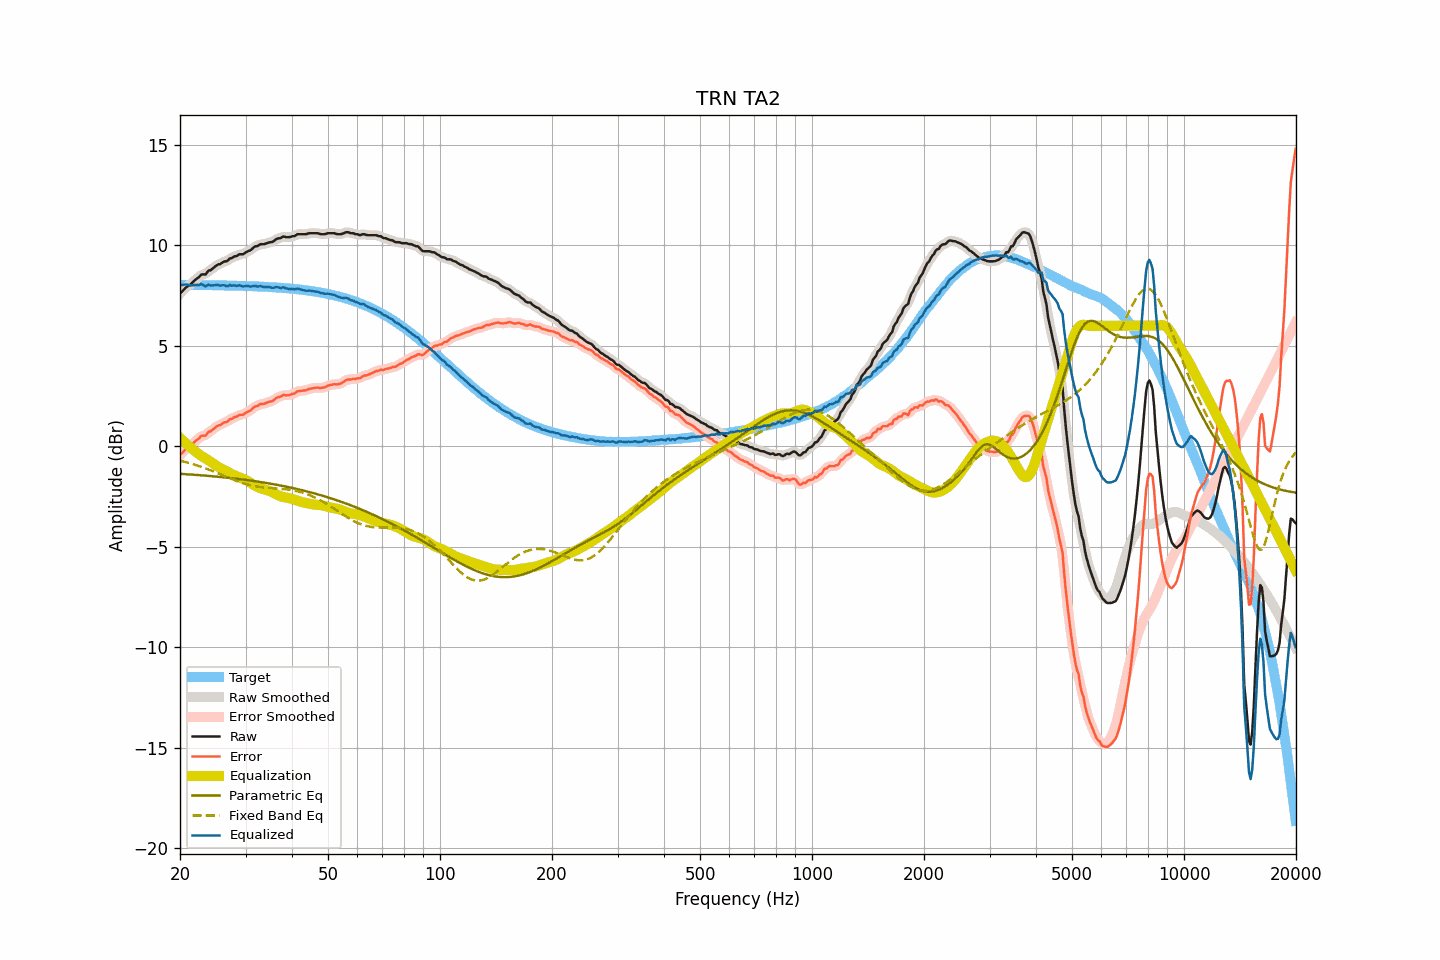 TRN TA2
Amplitude (dBr)
15
10
5
0
−5
−10
−15
−20
Target
Raw Smoothed
Error Smoothed
Raw
Error
Equalization
Parametric Eq
Fixed Band Eq
Equalized
20 50 100 200 500 1000 2000 5000 10000 20000
Frequency (Hz)